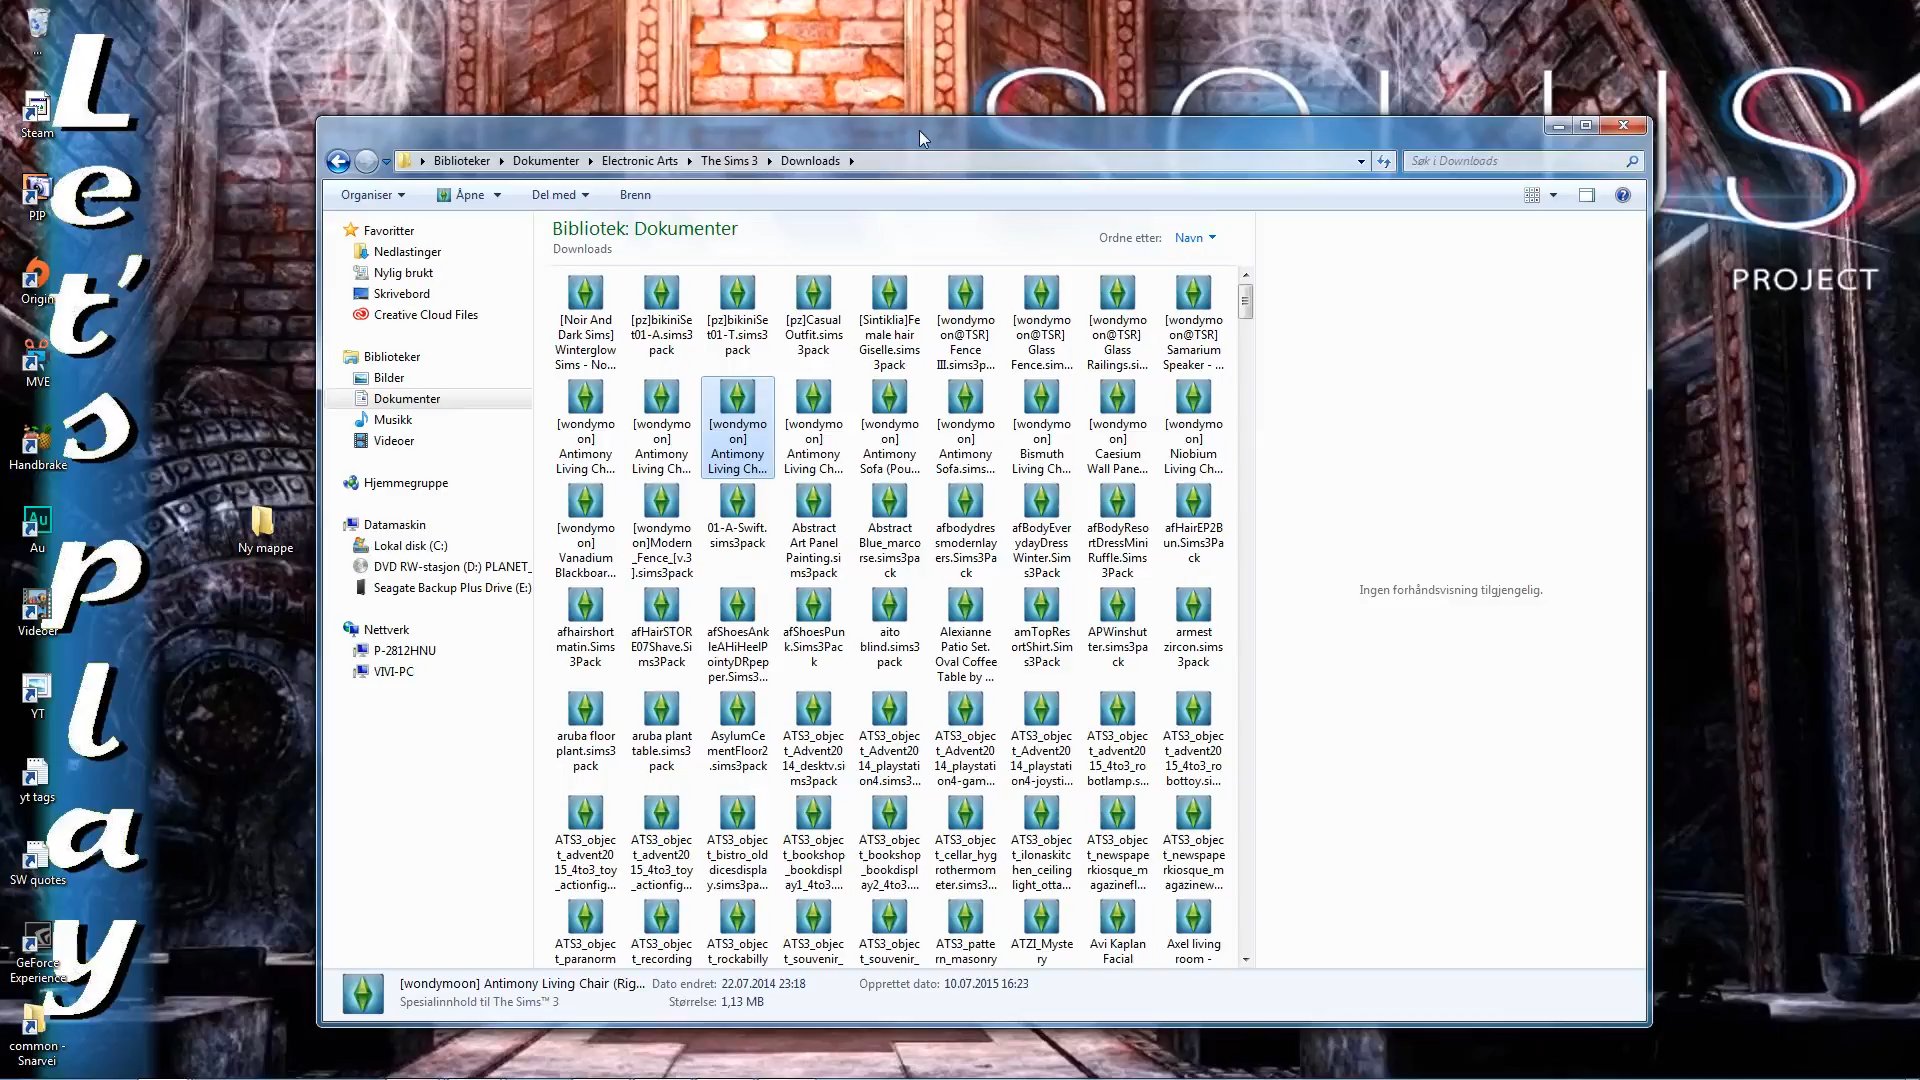 Let's play
S
PROJECT
...
Steam
PIP
Origin
MVE
Handbrake
Au
Au
Videoer
YT
yt tags
SW quotes
GeForce
Experience
common -
Snarvei
Ny mappe
Biblioteker
Dokumenter
Electronic Arts
The Sims 3
Downloads
Søk i Downloads
Organiser
Åpne
Del med
Brenn
Favoritter
Nedlastinger
Nylig brukt
Skrivebord
Creative Cloud Files
Biblioteker
Bilder
Dokumenter
Musikk
Videoer
Hjemmegruppe
Datamaskin
Lokal disk (C:)
DVD RW-stasjon (D:) PLANET_
Seagate Backup Plus Drive (E:)
Nettverk
P-2812HNU
VIVI-PC
Bibliotek: Dokumenter
Downloads
Ordne etter: Navn
[Noir And
Dark Sims]
Winterglow
Sims - No...
[pz]bikiniSe
t01-A.sims3
pack
[pz]bikiniSe
t01-T.sims3
pack
[pz]Casual
Outfit.sims
3pack
[Sintiklia]Fe
male hair
Giselle.sims
3pack
[wondymo
on@TSR]
Fence
III.sims3p...
[wondymo
on@TSR]
Glass
Fence.sim...
[wondymo
on@TSR]
Glass
Railings.si...
[wondymo
on@TSR]
Samarium
Speaker - ...
[wondymo
on]
Antimony
Living Ch...
[wondymo
on]
Antimony
Living Ch...
[wondymo
on]
Antimony
Living Ch...
[wondymo
on]
Antimony
Living Ch...
[wondymo
on]
Antimony
Sofa (Pou...
[wondymo
on]
Antimony
Sofa.sims...
[wondymo
on]
Bismuth
Living Ch...
[wondymo
on]
Caesium
Wall Pane...
[wondymo
on]
Niobium
Living Ch...
[wondymo
on]
Vanadium
Blackboar...
[wondymo
on]Modern
_Fence_[v.3
].sims3pack
01-A-Swift.
sims3pack
Abstract
Art Panel
Painting.si
ms3pack
Abstract
Blue_marco
rse.sims3pa
ck
afbodydres
smodernlay
ers.Sims3P
ack
afBodyEver
ydayDress
Winter.Sim
s3Pack
afBodyReso
rtDressMini
Ruffle.Sims
3Pack
afHairEP2B
un.Sims3Pa
ck
afhairshort
matin.Sims
3Pack
afHairSTOR
E07Shave.Si
ms3Pack
afShoesAnk
leAHiHeelP
ointyDRpep
per.Sims3...
afShoesPun
k.Sims3Pac
k
aito
blind.sims3
pack
Alexianne
Patio Set.
Oval Coffee
Table by ...
amTopRes
ortShirt.Sim
s3Pack
APWinshut
ter.sims3pa
ck
armest
zircon.sims
3pack
aruba floor
plant.sims3
pack
aruba plant
table.sims3
pack
AsylumCe
mentFloor2
.sims3pack
ATS3_objec
t_Advent20
14_desktv.si
ms3pack
ATS3_objec
t_Advent20
14_playstati
on4.sims3...
ATS3_objec
t_Advent20
14_playstati
on4-gam...
ATS3_objec
t_Advent20
14_playstati
on4-joysti...
ATS3_objec
t_advent20
15_4to3_ro
botlamp.s...
ATS3_objec
t_advent20
15_4to3_ro
bottoy.si...
ATS3_objec
t_advent20
15_4to3_toy
_actionfig...
ATS3_objec
t_advent20
15_4to3_toy
_actionfig...
ATS3_objec
t_bistro_old
dicesdispla
y.sims3pa...
ATS3_objec
t_bookshop
_bookdispl
ay1_4to3....
ATS3_objec
t_bookshop
_bookdispl
ay2_4to3....
ATS3_objec
t_cellar_hyg
rothermom
eter.sims3...
ATS3_objec
t_ilonaskitc
hen_ceiling
light_otta...
ATS3_objec
t_newspape
rkiosque_m
agazinefl...
ATS3_objec
t_newspape
rkiosque_m
agazinew...
ATS3_objec
t_paranorm
ATS3_objec
t_recording
ATS3_objec
t_rockabilly
ATS3_objec
t_souvenir_
ATS3_objec
t_souvenir_
ATS3_patte
rn_masonry
ATZI_Myste
ry
Avi Kaplan
Facial
Axel living
room -
Ingen forhåndsvisning tilgjengelig.
[wondymoon] Antimony Living Chair (Rig...
Dato endret: 22.07.2014 23:18
Opprettet dato: 10.07.2015 16:23
Spesialinnhold til The Sims™ 3
Størrelse: 1,13 MB